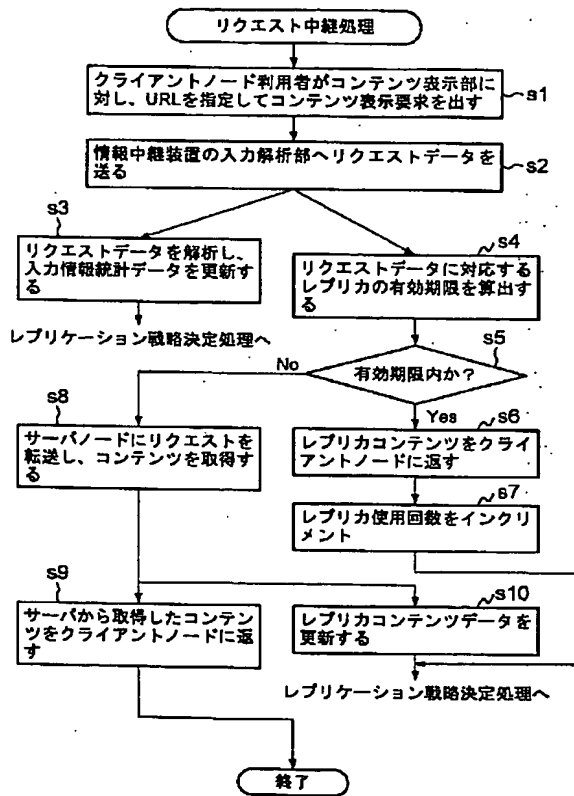 リクエスト中継処理
クライアントノード利用者がコンテンツ表示部に
対し、URLを指定してコンテンツ表示要求を出す
s1
情報中継装置の入力解析部へリクエストデータを
送る
s2
s3
リクエストデータを解析し、
入力情報統計データを更新す
る
レプリケーション戦略決定処理へ
s4
リクエストデータに対応する
レプリカの有効期限を算出す
る
s5
有効期限内か？
No
Yes
s8
サーバノードにリクエストを
転送し、コンテンツを取得す
る
s6
レプリカコンテンツをクライ
アントノードに返す
s7
レプリカ使用回数をインクリ
メント
s9
サーバから取得したコンテン
ツをクライアントノードに返
す
s10
レプリカコンテンツデータを
更新する
レプリケーション戦略決定処理へ
終了